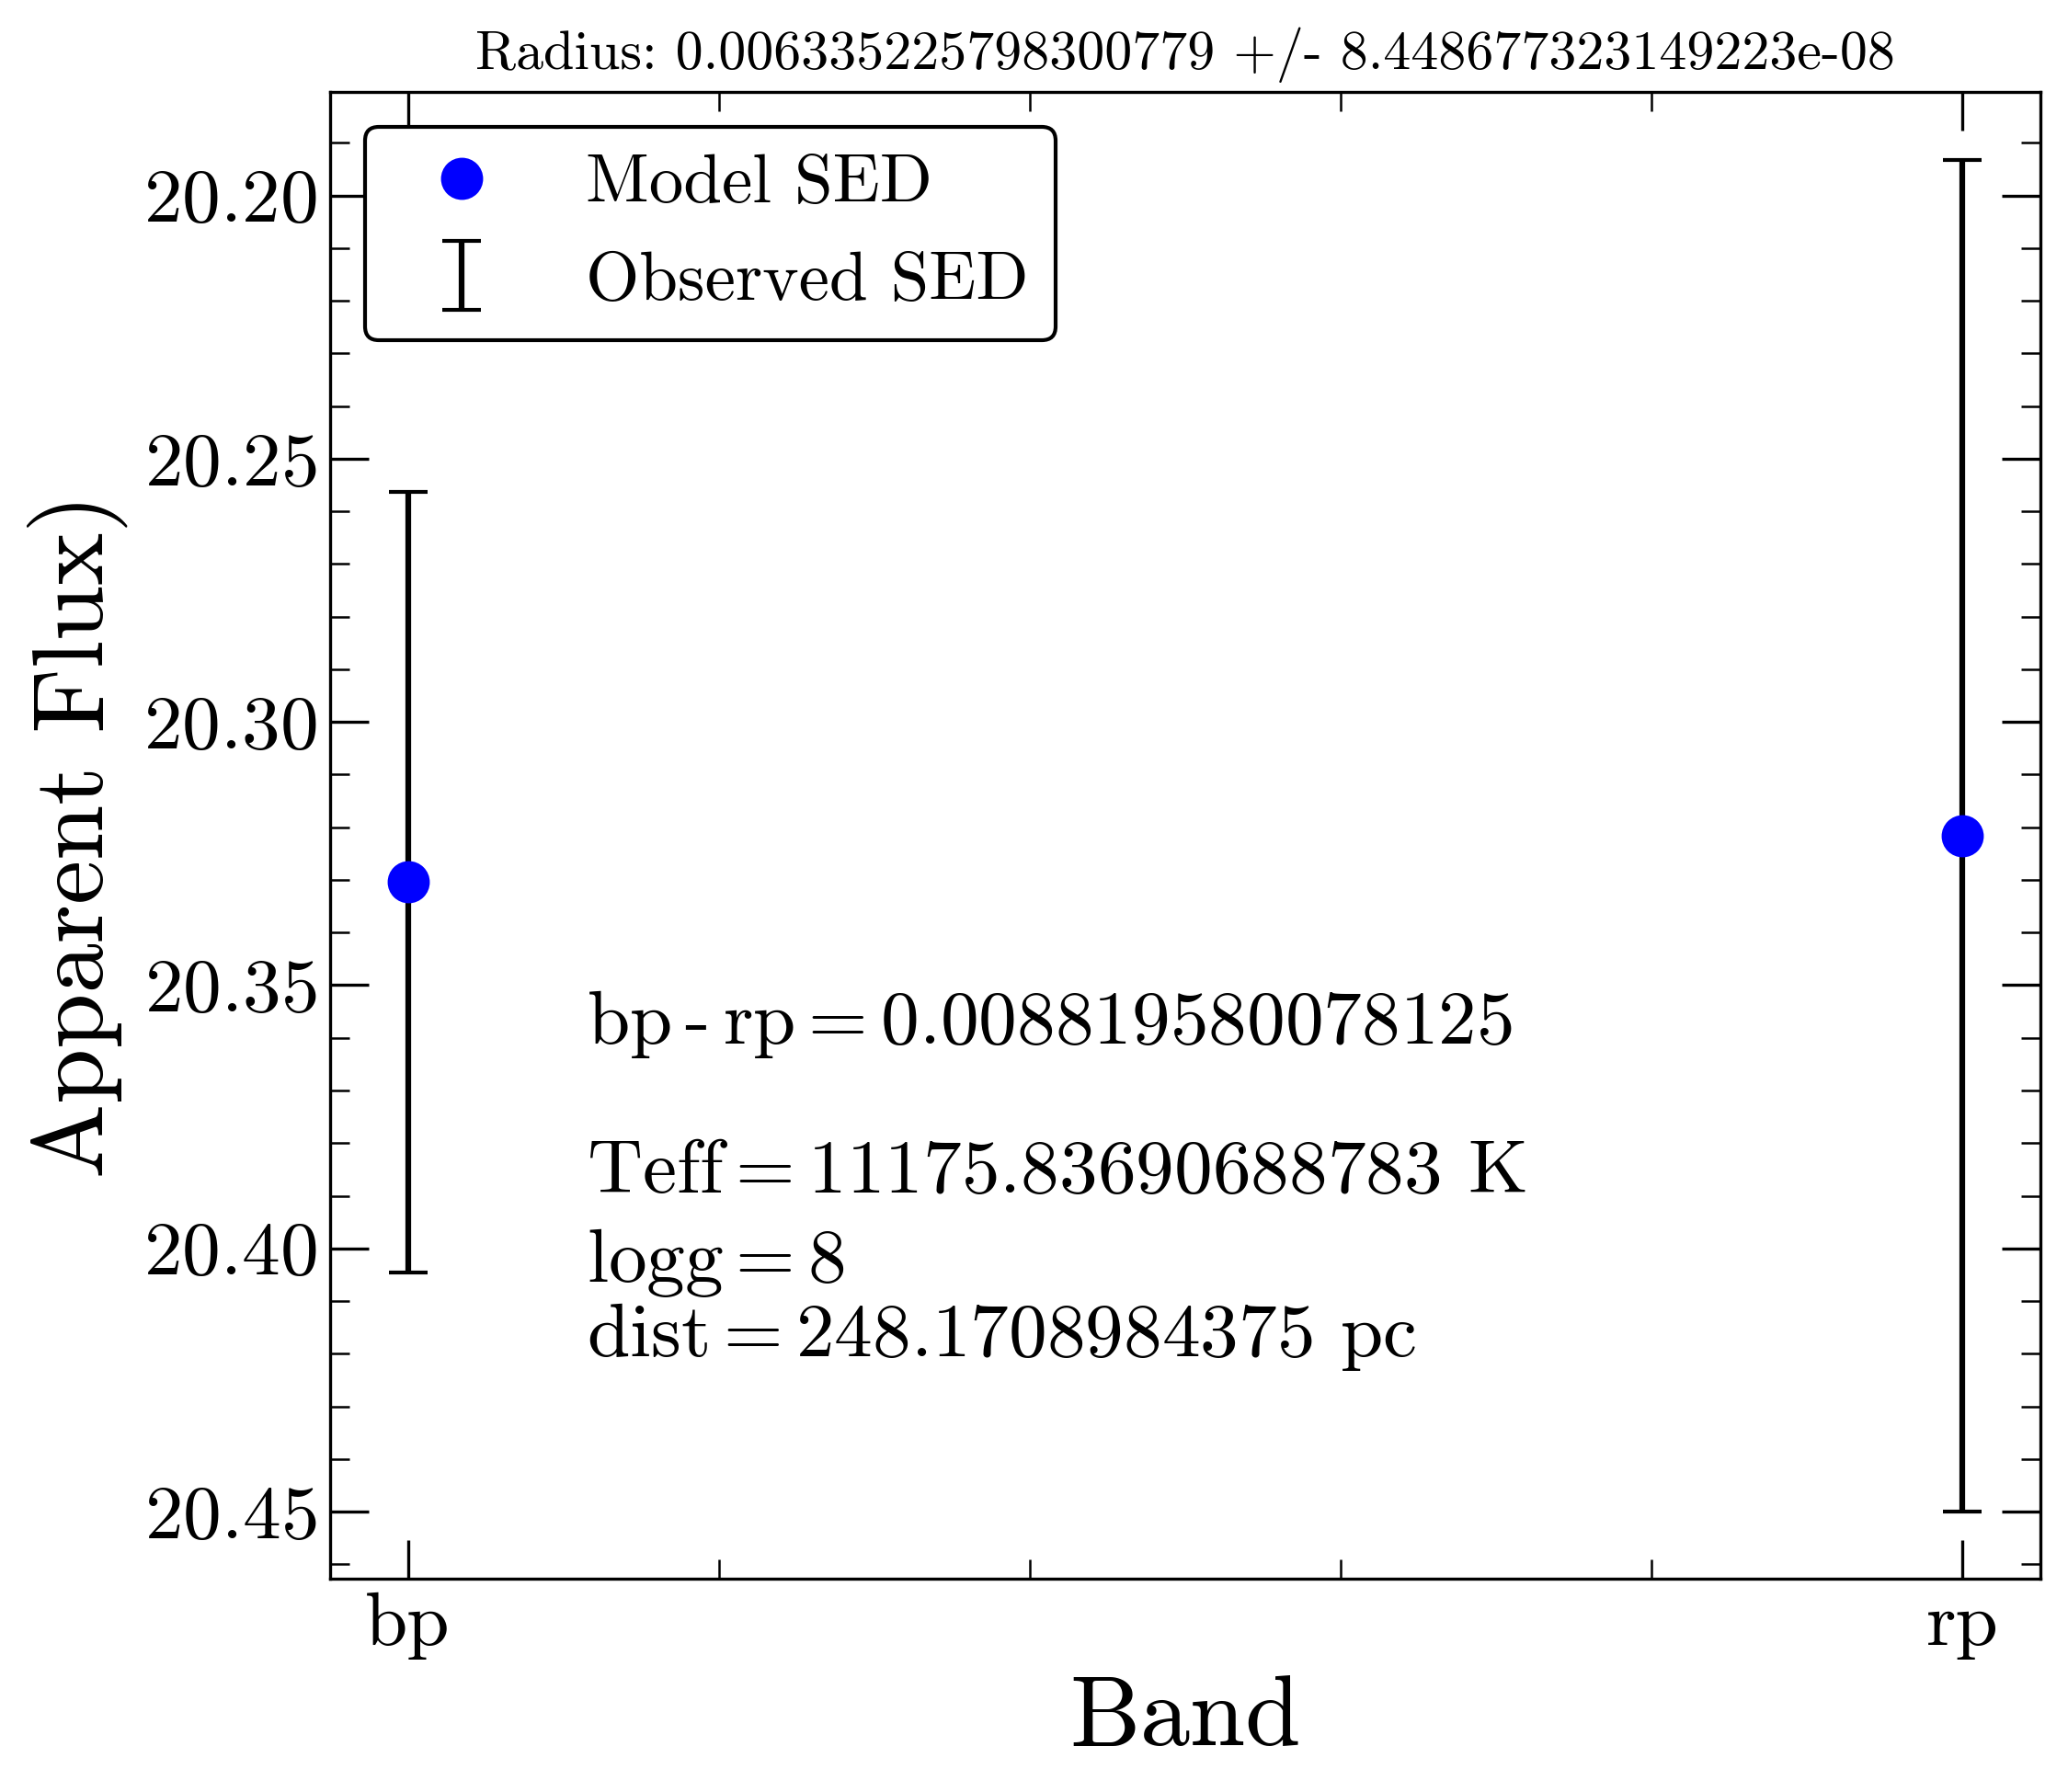 Radius: 0.006335225798300779 +/- 8.448677323149223e-08
Model SED
Observed SED
20.20
20.25
20.30
20.35
20.40
20.45
Apparent Flux)
bp - rp = 0.008819580078125
Teff = 11175.83690688783 K
logg = 8
dist = 248.1708984375 pc
bp
rp
Band